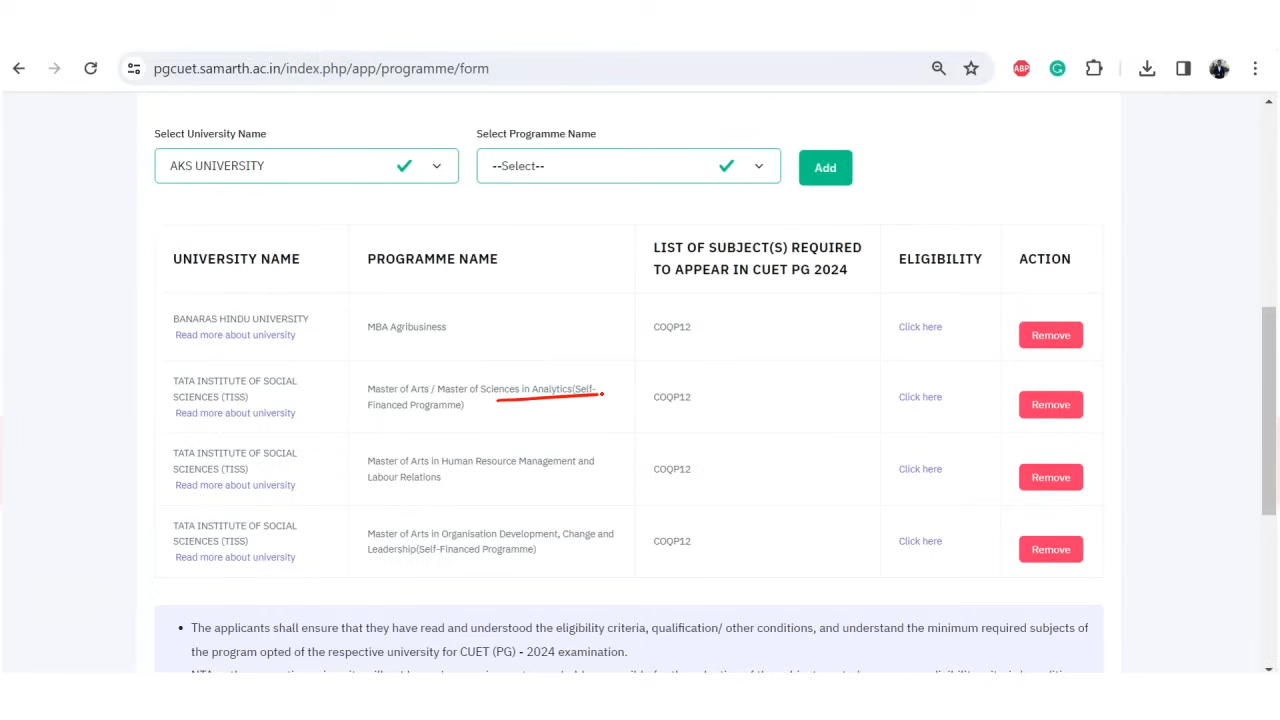 pgcuet.samarth.ac.in/index.php/app/programme/form
ABP
G
Select University Name
Select Programme Name
AKS UNIVERSITY
--Select--
Add
UNIVERSITY NAME
PROGRAMME NAME
LIST OF SUBJECT(S) REQUIRED
TO APPEAR IN CUET PG 2024
ELIGIBILITY
ACTION
BANARAS HINDU UNIVERSITY
Read more about university
MBA Agribusiness
COQP12
Click here
Remove
TATA INSTITUTE OF SOCIAL
SCIENCES (TISS)
Read more about university
Master of Arts / Master of Sciences in Analytics(Self-
Financed Programme)
COQP12
Click here
Remove
TATA INSTITUTE OF SOCIAL
SCIENCES (TISS)
Read more about university
Master of Arts in Human Resource Management and
Labour Relations
COQP12
Click here
Remove
TATA INSTITUTE OF SOCIAL
SCIENCES (TISS)
Read more about university
Master of Arts in Organisation Development, Change and
Leadership(Self-Financed Programme)
COQP12
Click here
Remove
• The applicants shall ensure that they have read and understood the eligibility criteria, qualification/ other conditions, and understand the minimum required subjects of
the program opted of the respective university for CUET (PG) - 2024 examination.